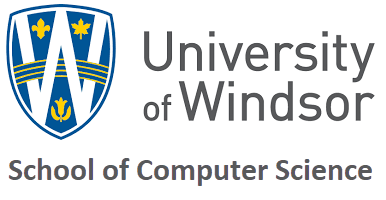 University
of Windsor
School of Computer Science